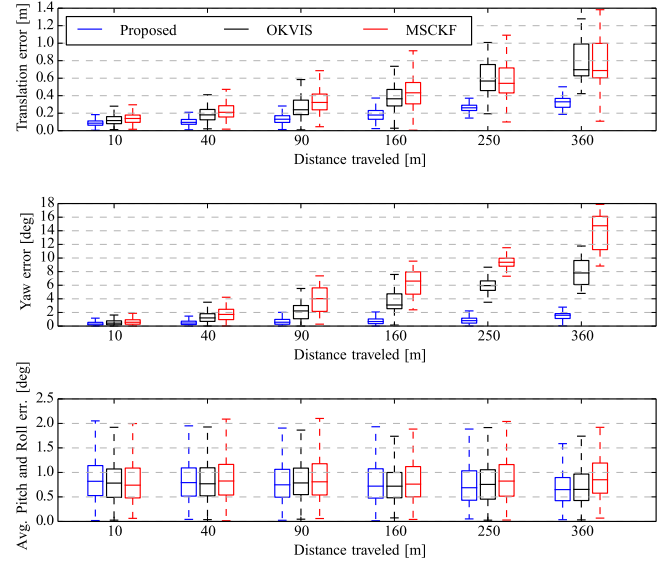 Translation error [m]
1.4
1.2
1.0
0.8
0.6
0.4
0.2
0.0
Proposed OKVIS MSCKF
10 40 90 160 250 360
Distance traveled [m]
Yaw error [deg]
18
16
14
12
10
8
6
4
2
0
10 40 90 160 250 360
Distance traveled [m]
Avg. Pitch and Roll err. [deg]
2.5
2.0
1.5
1.0
0.5
0.0
10 40 90 160 250 360
Distance traveled [m]